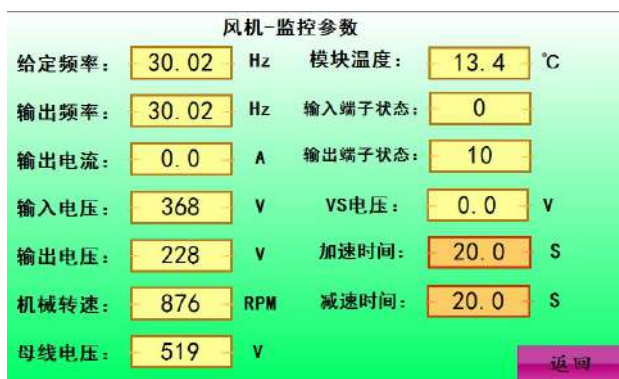 风机-监控参数
给定频率： 30.02 Hz 模块温度： 13.4 ℃
输出频率： 30.02 Hz 输入端子状态： 0
输出电流： 0.0 A 输出端子状态： 10
输入电压： 368 V VS电压： 0.0 V
输出电压： 228 V 加速时间： 20.0 S
机械转速： 876 RPM 减速时间： 20.0 S
母线电压： 519 V
返回